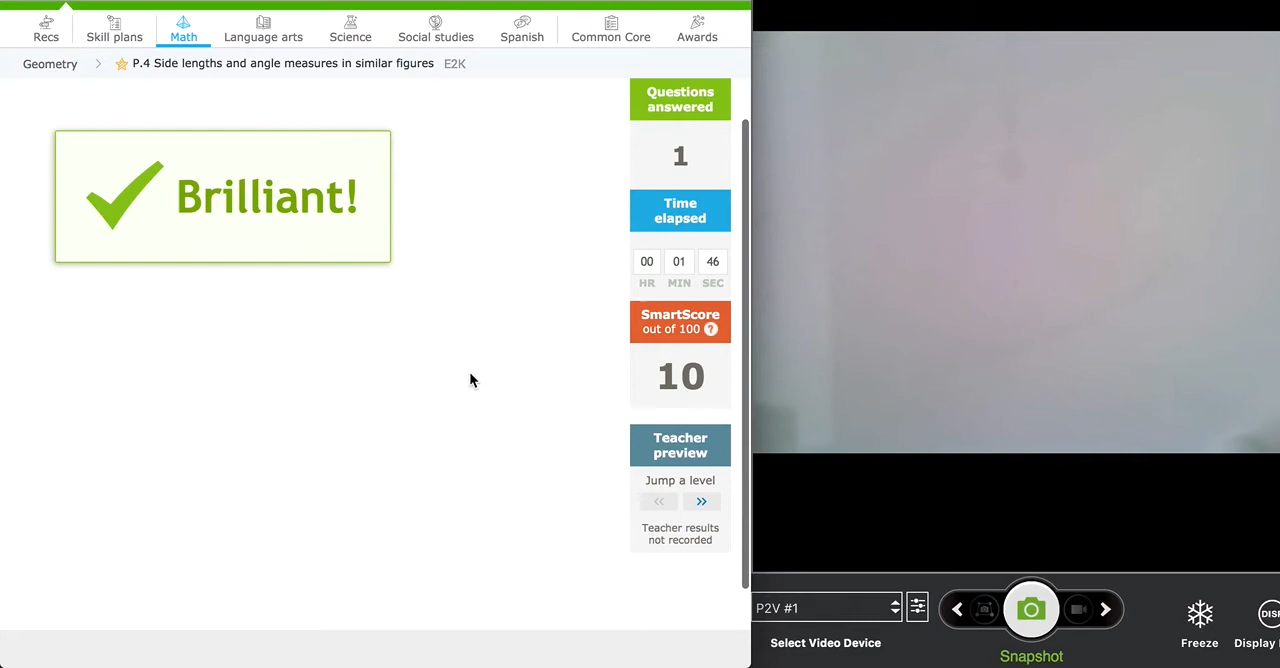 Recs
Skill plans
Math
Language arts
Science
Social studies
Spanish
Common Core
Awards
Geometry > P.4 Side lengths and angle measures in similar figures E2K
Brilliant!
Questions
answered
1
Time
elapsed
00 01 46
HR MIN SEC
SmartScore
out of 100 ?
10
Teacher
preview
Jump a level
<< >>
Teacher results
not recorded
P2V #1
Select Video Device
Snapshot
Freeze
DISP
Display